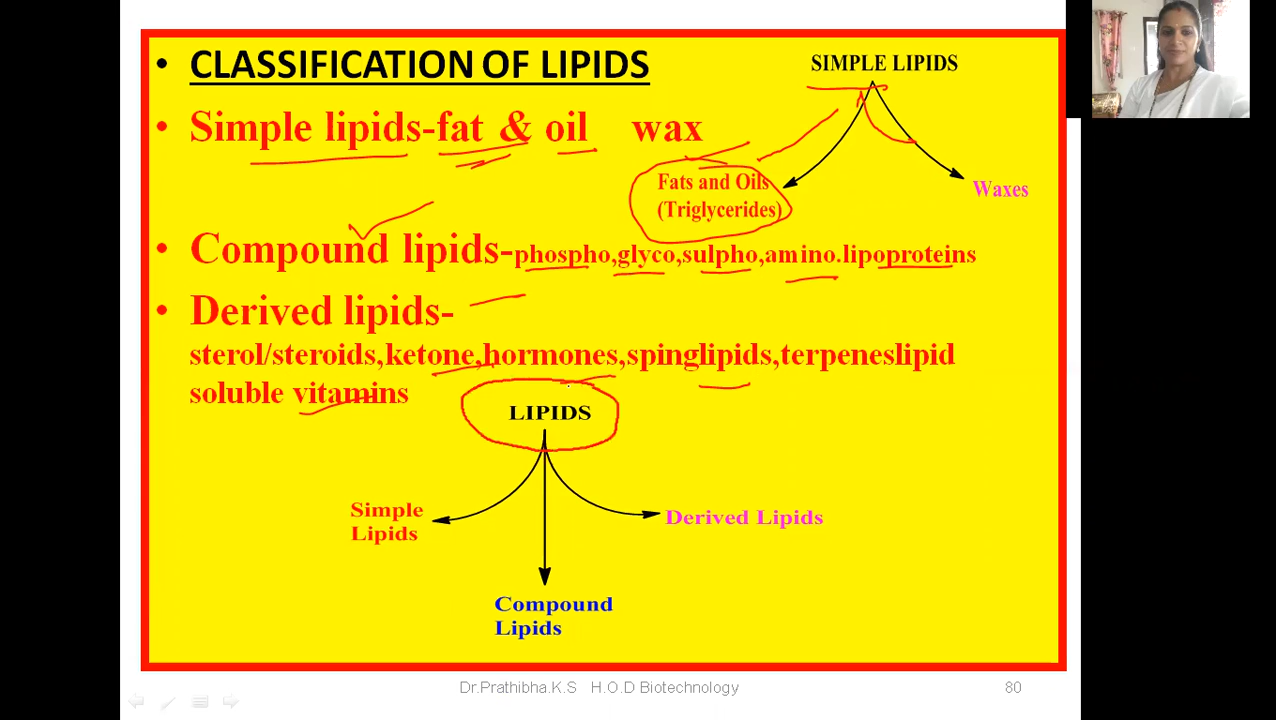 • CLASSIFICATION OF LIPIDS
• Simple lipids-fat & oil wax
SIMPLE LIPIDS
Fats and Oils
(Triglycerides)
Waxes
• Compound lipids-phospho,glyco,sulpho,amino.lipoproteins
• Derived lipids-
sterol/steroids,ketone,hormones,spinglipids,terpeneslipid
soluble vitamins
LIPIDS
Simple
Lipids
Derived Lipids
Compound
Lipids
Dr.Prathibha.K.S H.O.D Biotechnology
80